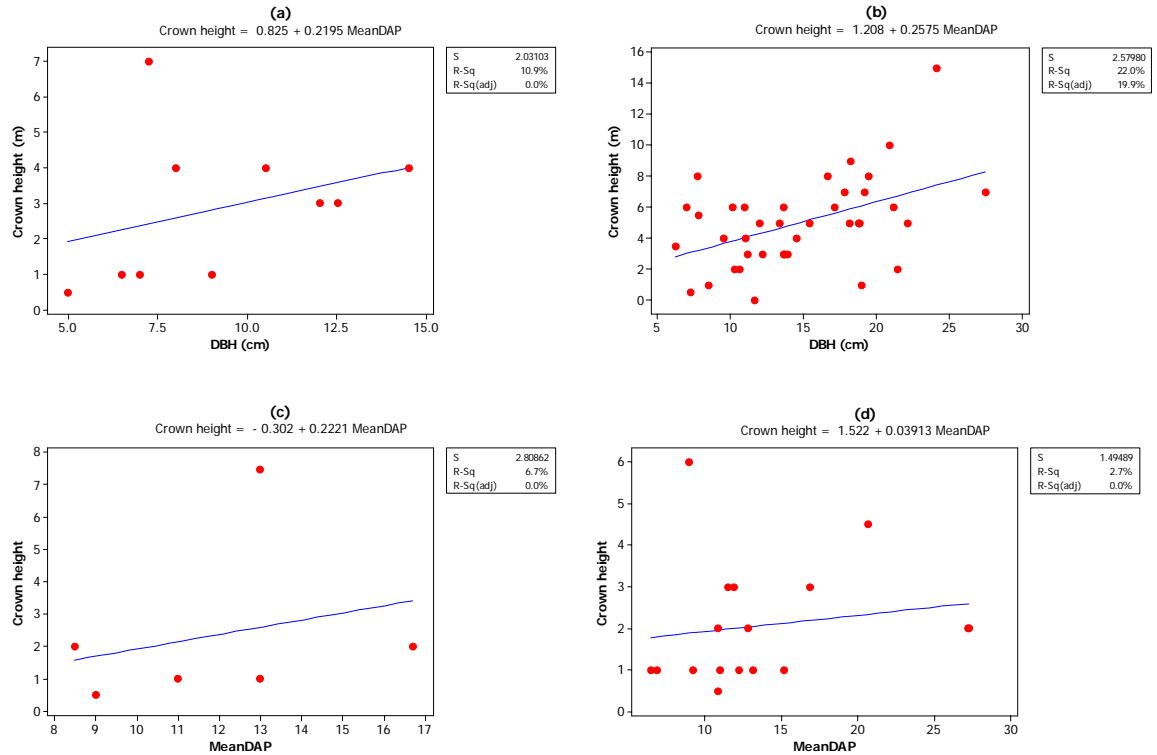 (a)
Crown height = 0.825 + 0.2195 MeanDAP
S 2.03103
R-Sq 10.9%
R-Sq(adj) 0.0%
7
6
5
4
3
2
1
0
Crown height (m)
5.0 7.5 10.0 12.5 15.0
DBH (cm)
(b)
Crown height = 1.208 + 0.2575 MeanDAP
S 2.57980
R-Sq 22.0%
R-Sq(adj) 19.9%
16
14
12
10
8
6
4
2
0
Crown height (m)
5 10 15 20 25 30
DBH (cm)
(c)
Crown height = - 0.302 + 0.2221 MeanDAP
S 2.80862
R-Sq 6.7%
R-Sq(adj) 0.0%
8
7
6
5
4
3
2
1
0
Crown height
8 9 10 11 12 13 14 15 16 17
MeanDAP
(d)
Crown height = 1.522 + 0.03913 MeanDAP
S 1.49489
R-Sq 2.7%
R-Sq(adj) 0.0%
6
5
4
3
2
1
0
Crown height
10 15 20 25 30
MeanDAP